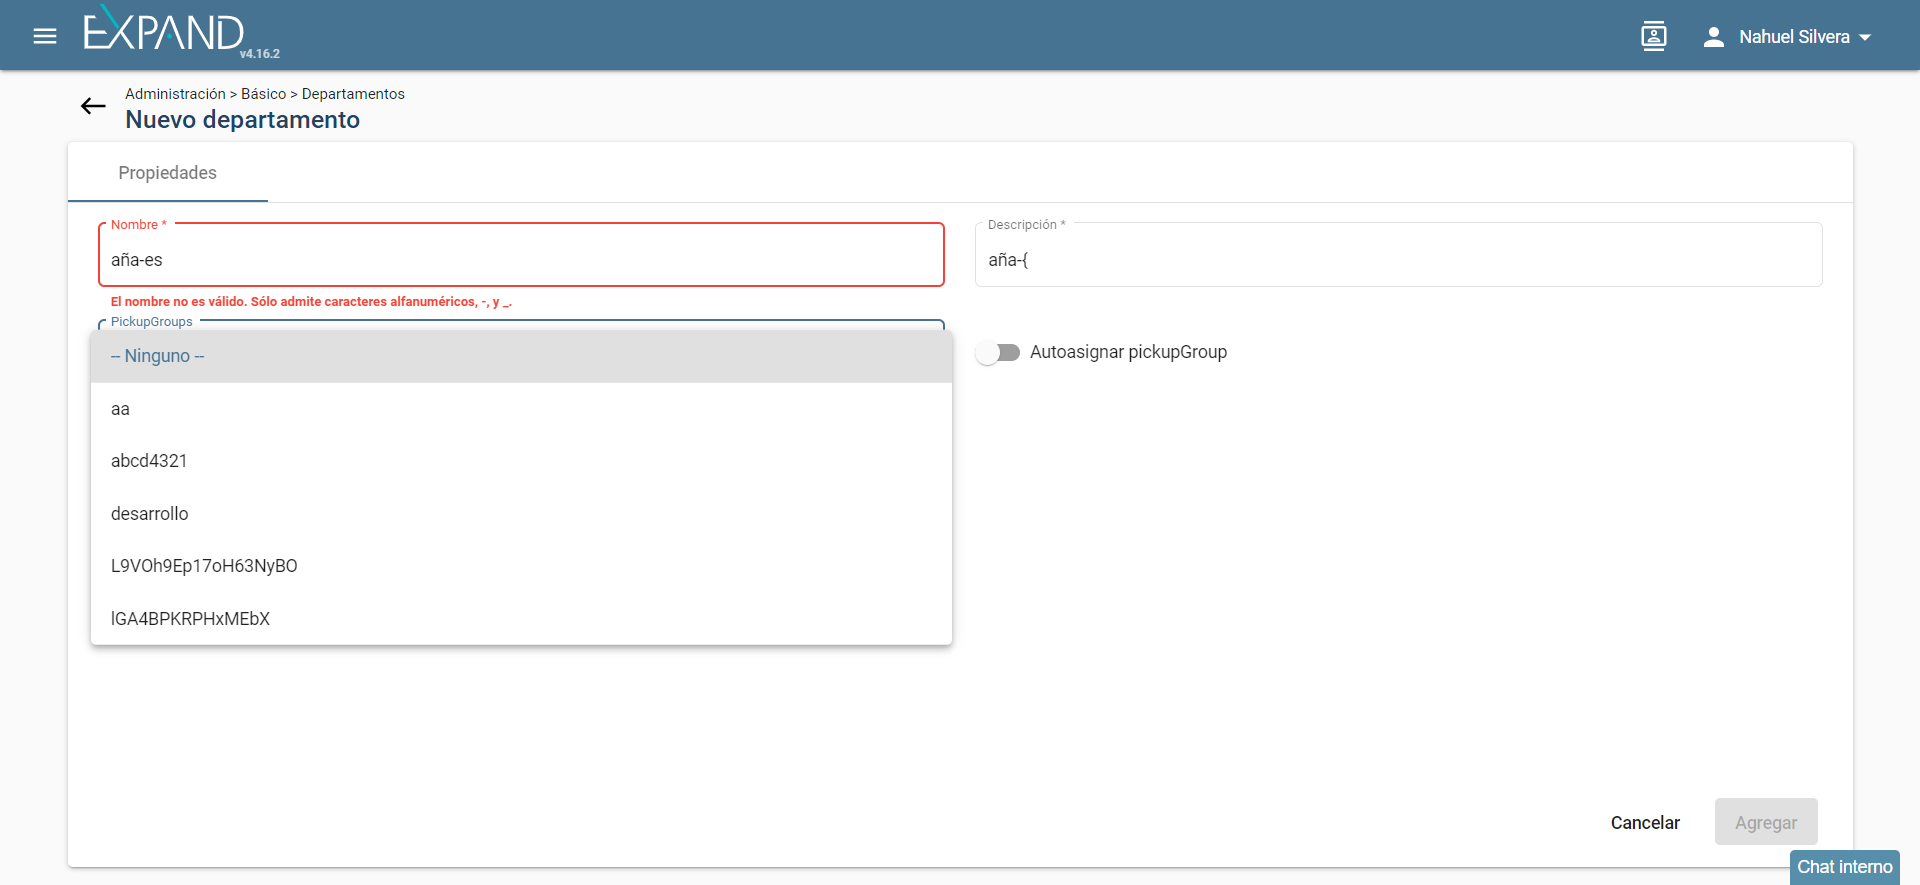 EXPAND
v4.16.2
Nahuel Silvera
Administración > Básico > Departamentos
Nuevo departamento
Propiedades
Nombre *
aña-es
El nombre no es válido. Sólo admite caracteres alfanuméricos, -, y _.
Descripción *
aña-{
PickupGroups
-- Ninguno --
aa
abcd4321
desarrollo
L9VOh9Ep17oH63NyBO
lGA4BPKRPHxMEbX
Autoasignar pickupGroup
Cancelar
Agregar
Chat interno